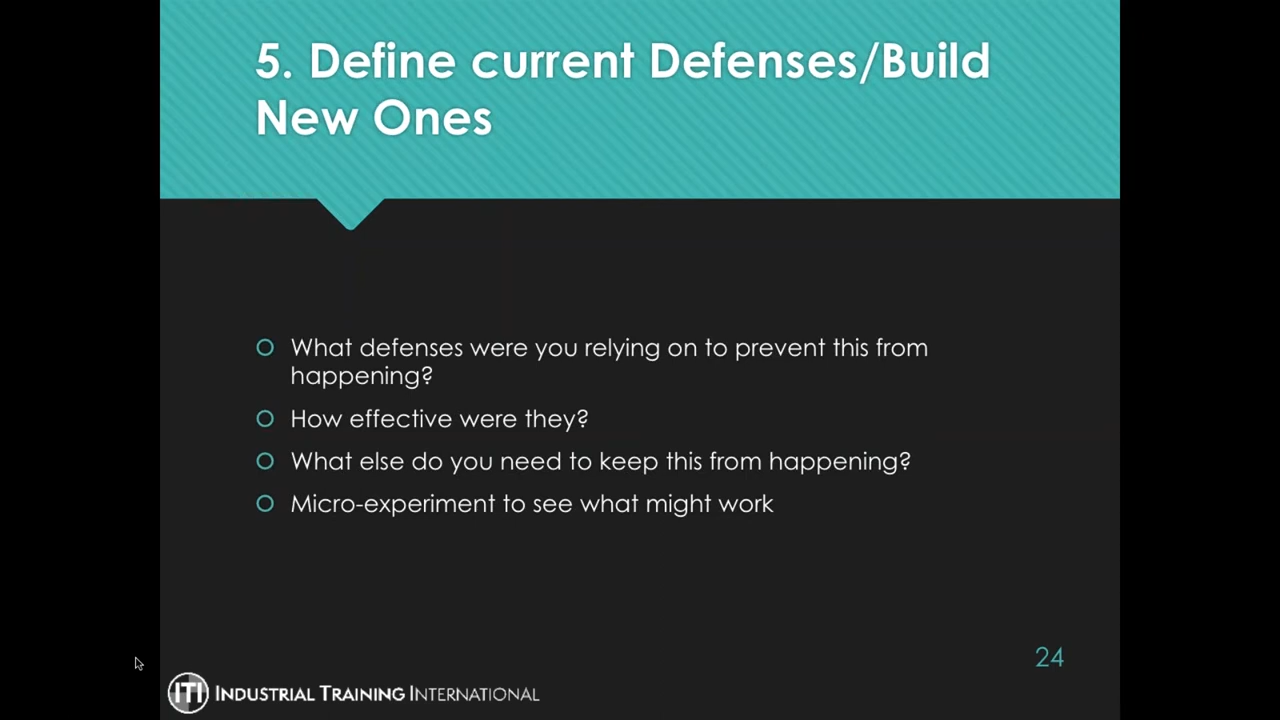 5. Define current Defenses/Build
New Ones
What defenses were you relying on to prevent this from
happening?
How effective were they?
What else do you need to keep this from happening?
Micro-experiment to see what might work
24
ITI INDUSTRIAL TRAINING INTERNATIONAL